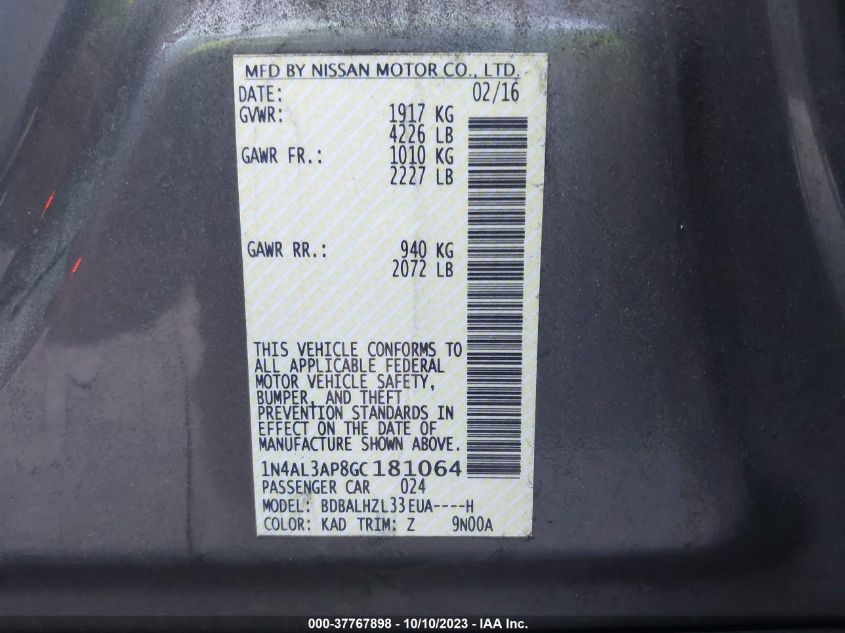 MFD BY NISSAN MOTOR CO., LTD.
DATE: 02/16
GVWR: 1917 KG
4226 LB
GAWR FR.: 1010 KG
2227 LB
GAWR RR.: 940 KG
2072 LB
THIS VEHICLE CONFORMS TO
ALL APPLICABLE FEDERAL
MOTOR VEHICLE SAFETY,
BUMPER, AND THEFT
PREVENTION STANDARDS IN
EFFECT ON THE DATE OF
MANUFACTURE SHOWN ABOVE.
1N4AL3AP8GC181064
PASSENGER CAR 024
MODEL: BDBALHZL33EUA----H
COLOR: KAD TRIM: Z 9N00A
000-37767898 - 10/10/2023 - IAA Inc.